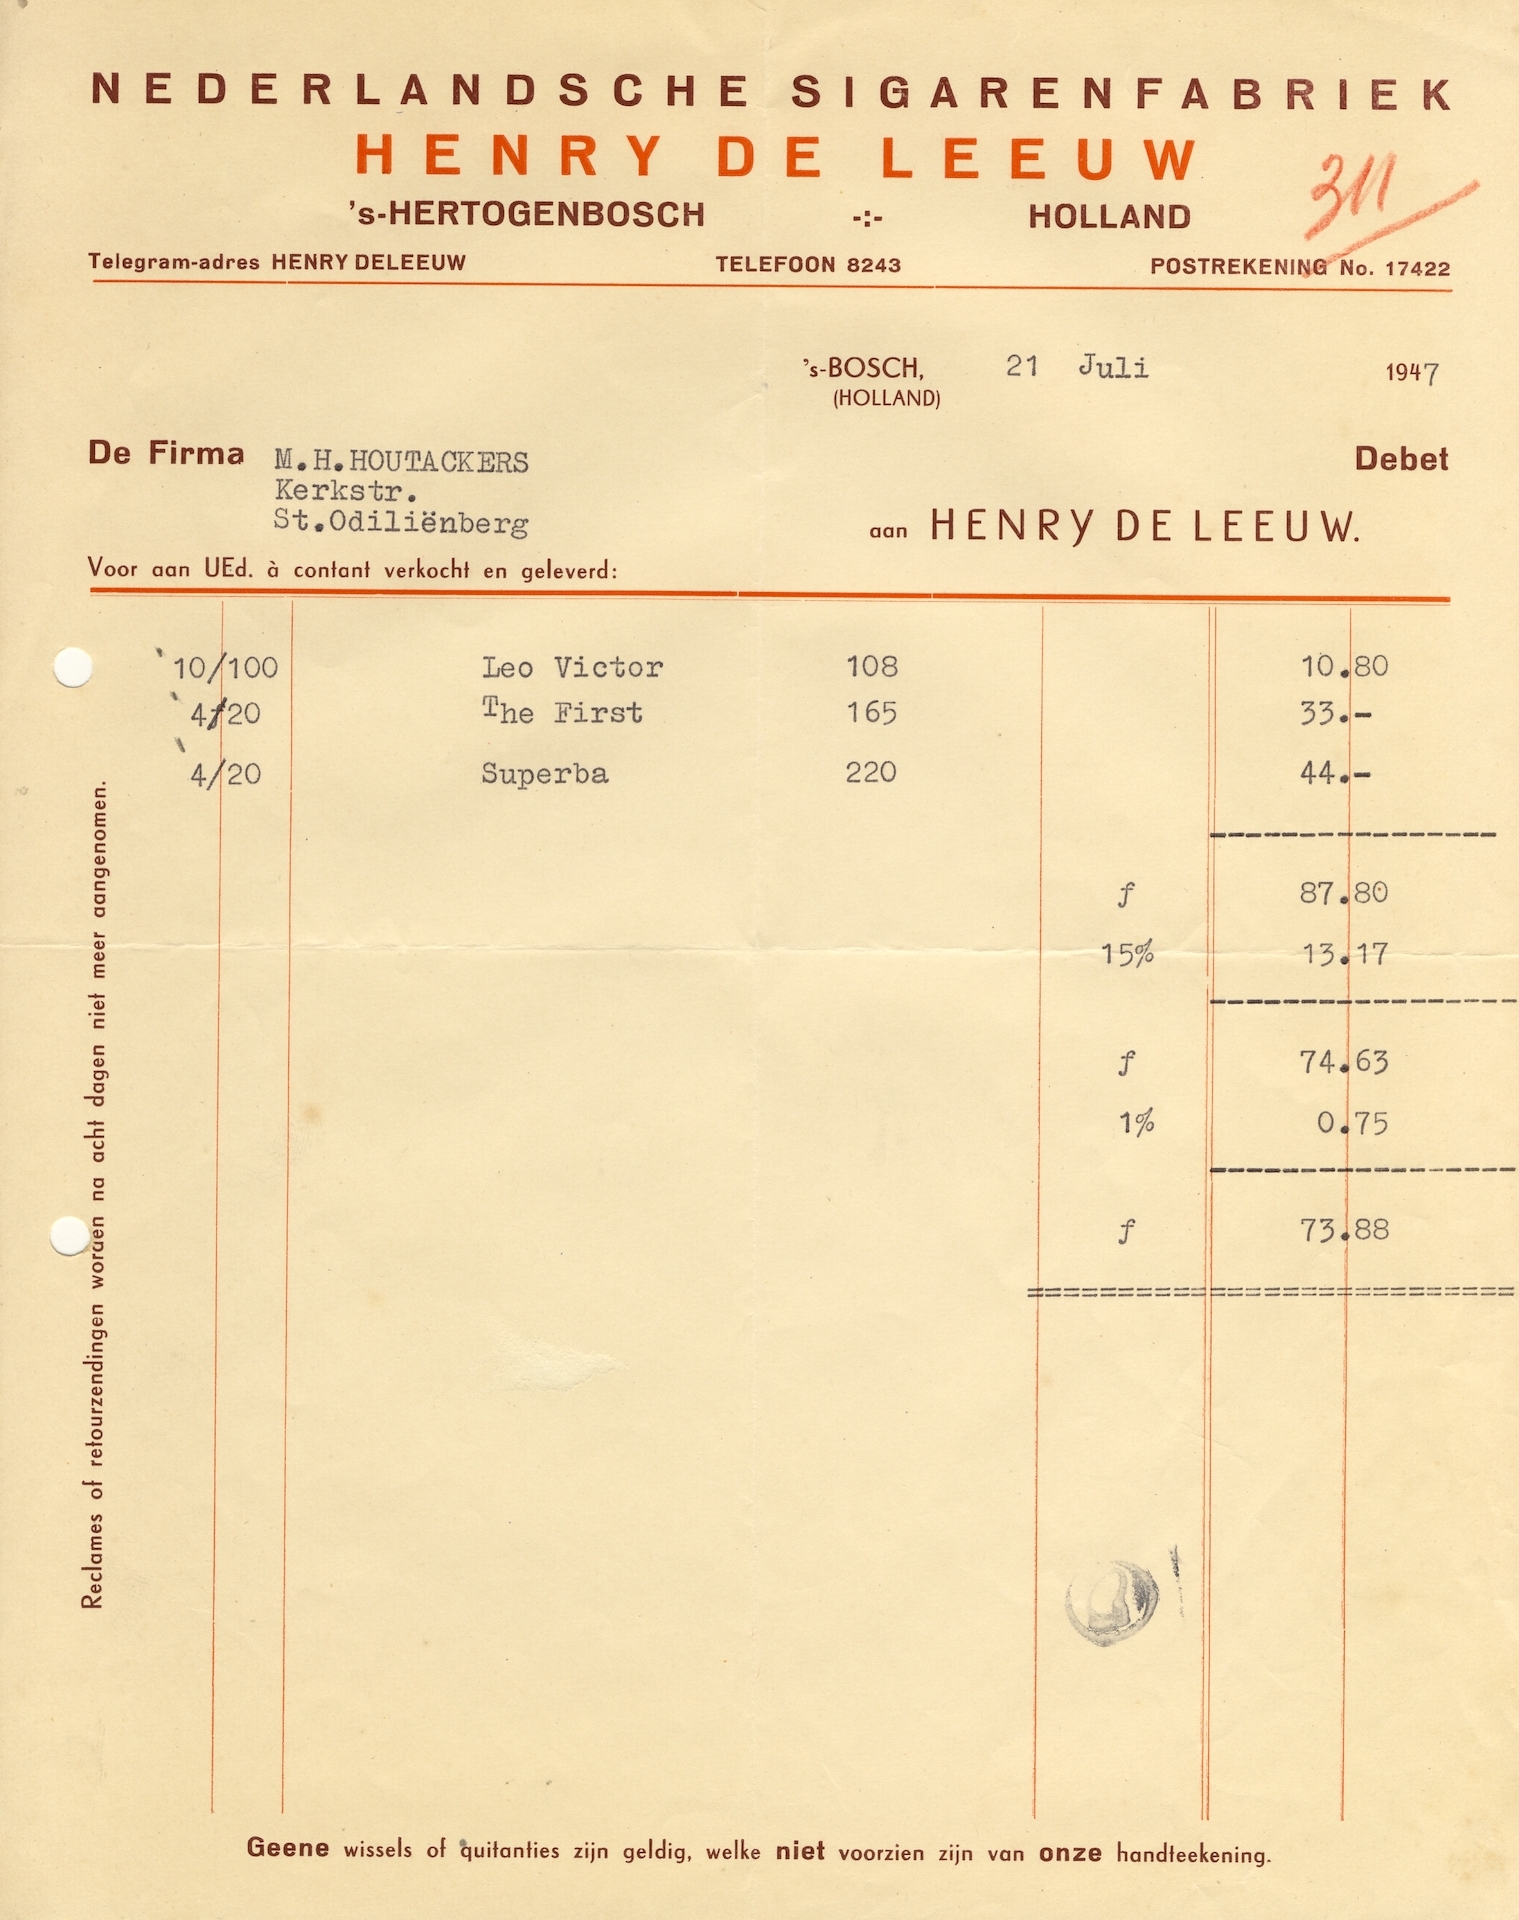 NEDERLANDSCHE SIGARENFABRIEK
HENRY DE LEEUW
's-HERTOGENBOSCH -:- HOLLAND
311
Telegram-adres HENRY DELEEUW TELEFOON 8243 POSTREKENING No. 17422
's-BOSCH, 21 Juli 1947
(HOLLAND)
De Firma M.H.HOUTACKERS Debet
Kerkstr.
St.Odiliënberg
aan HENRY DE LEEUW.
Voor aan UEd. à contant verkocht en geleverd:
10/100 Leo Victor 108 10.80
4/20 The First 165 33.-
4/20 Superba 220 44.-
f 87.80
15% 13.17
f 74.63
1% 0.75
f 73.88
Reclames of retourzendingen worden na acht dagen niet meer aangenomen.
Geene wissels of quitanties zijn geldig, welke niet voorzien zijn van onze handteekening.